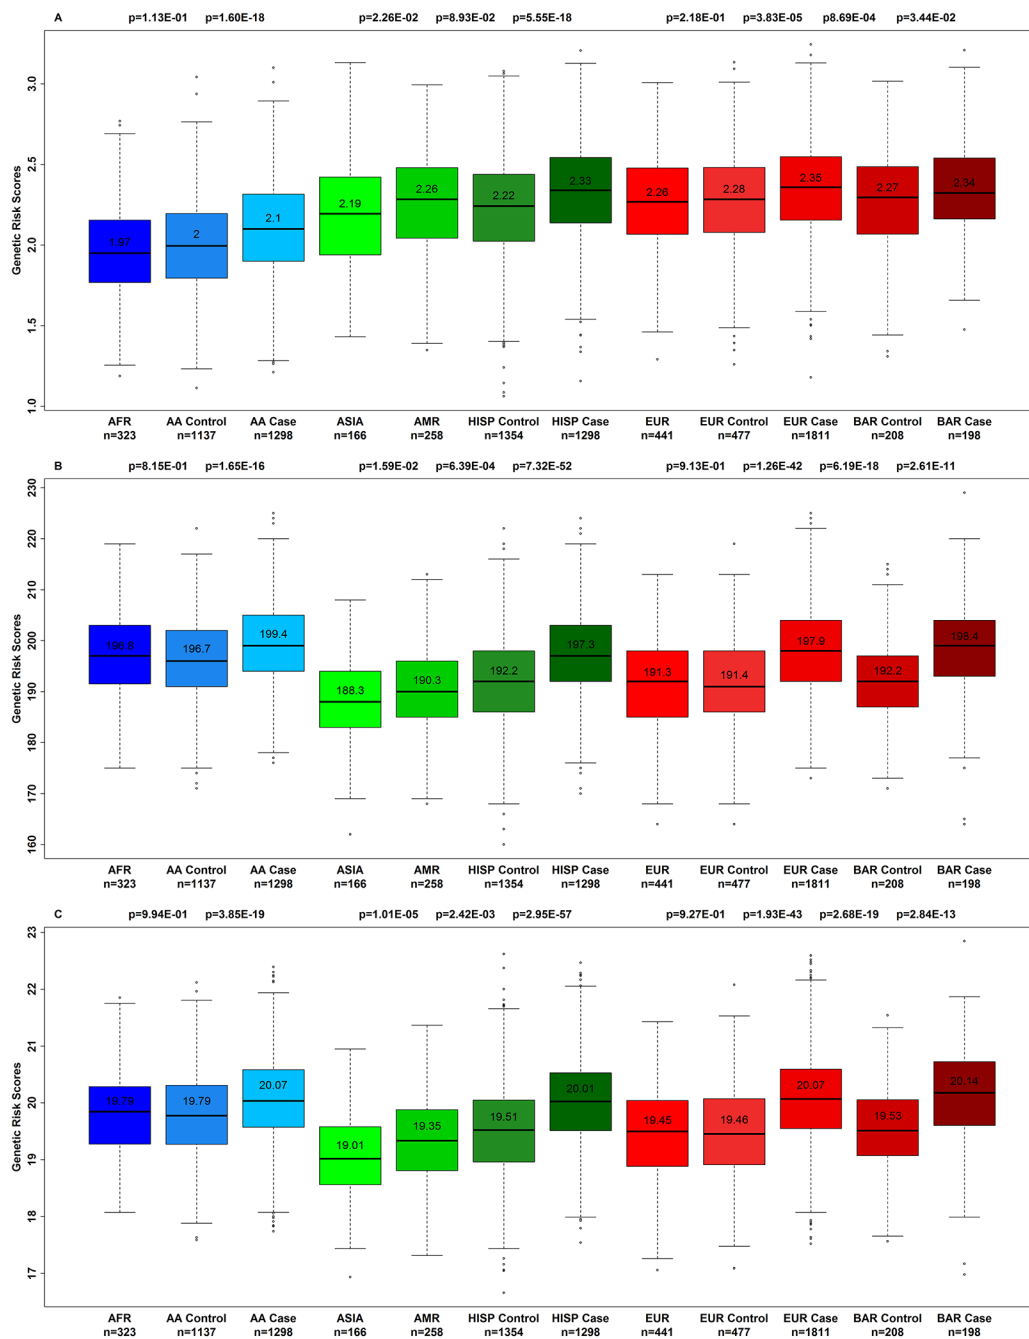 A p=1.13E-01 p=1.60E-18 p=2.26E-02 p=8.93E-02 p=5.55E-18 p=2.18E-01 p=3.83E-05 p=8.69E-04 p=3.44E-02
Genetic Risk Scores
3.0
2.5
2.0
1.5
1.0
1.97 2 2.1 2.19 2.26 2.22 2.33 2.26 2.28 2.35 2.27 2.34
AFR AA Control AA Case ASIA AMR HISP Control HISP Case EUR EUR Control EUR Case BAR Control BAR Case
n=323 n=1137 n=1298 n=166 n=258 n=1354 n=1298 n=441 n=477 n=1811 n=208 n=198
B p=8.15E-01 p=1.65E-16 p=1.59E-02 p=6.39E-04 p=7.32E-52 p=9.13E-01 p=1.26E-42 p=6.19E-18 p=2.61E-11
Genetic Risk Scores
230
220
210
200
190
180
170
160
196.8 196.7 199.4 188.3 190.3 192.2 197.3 191.3 191.4 197.9 192.2 198.4
AFR AA Control AA Case ASIA AMR HISP Control HISP Case EUR EUR Control EUR Case BAR Control BAR Case
n=323 n=1137 n=1298 n=166 n=258 n=1354 n=1298 n=441 n=477 n=1811 n=208 n=198
C p=9.94E-01 p=3.85E-19 p=1.01E-05 p=2.42E-03 p=2.95E-57 p=9.27E-01 p=1.93E-43 p=2.68E-19 p=2.84E-13
Genetic Risk Scores
23
22
21
20
19
18
17
19.79 19.79 20.07 19.01 19.35 19.51 20.01 19.45 19.46 20.07 19.53 20.14
AFR AA Control AA Case ASIA AMR HISP Control HISP Case EUR EUR Control EUR Case BAR Control BAR Case
n=323 n=1137 n=1298 n=166 n=258 n=1354 n=1298 n=441 n=477 n=1811 n=208 n=198